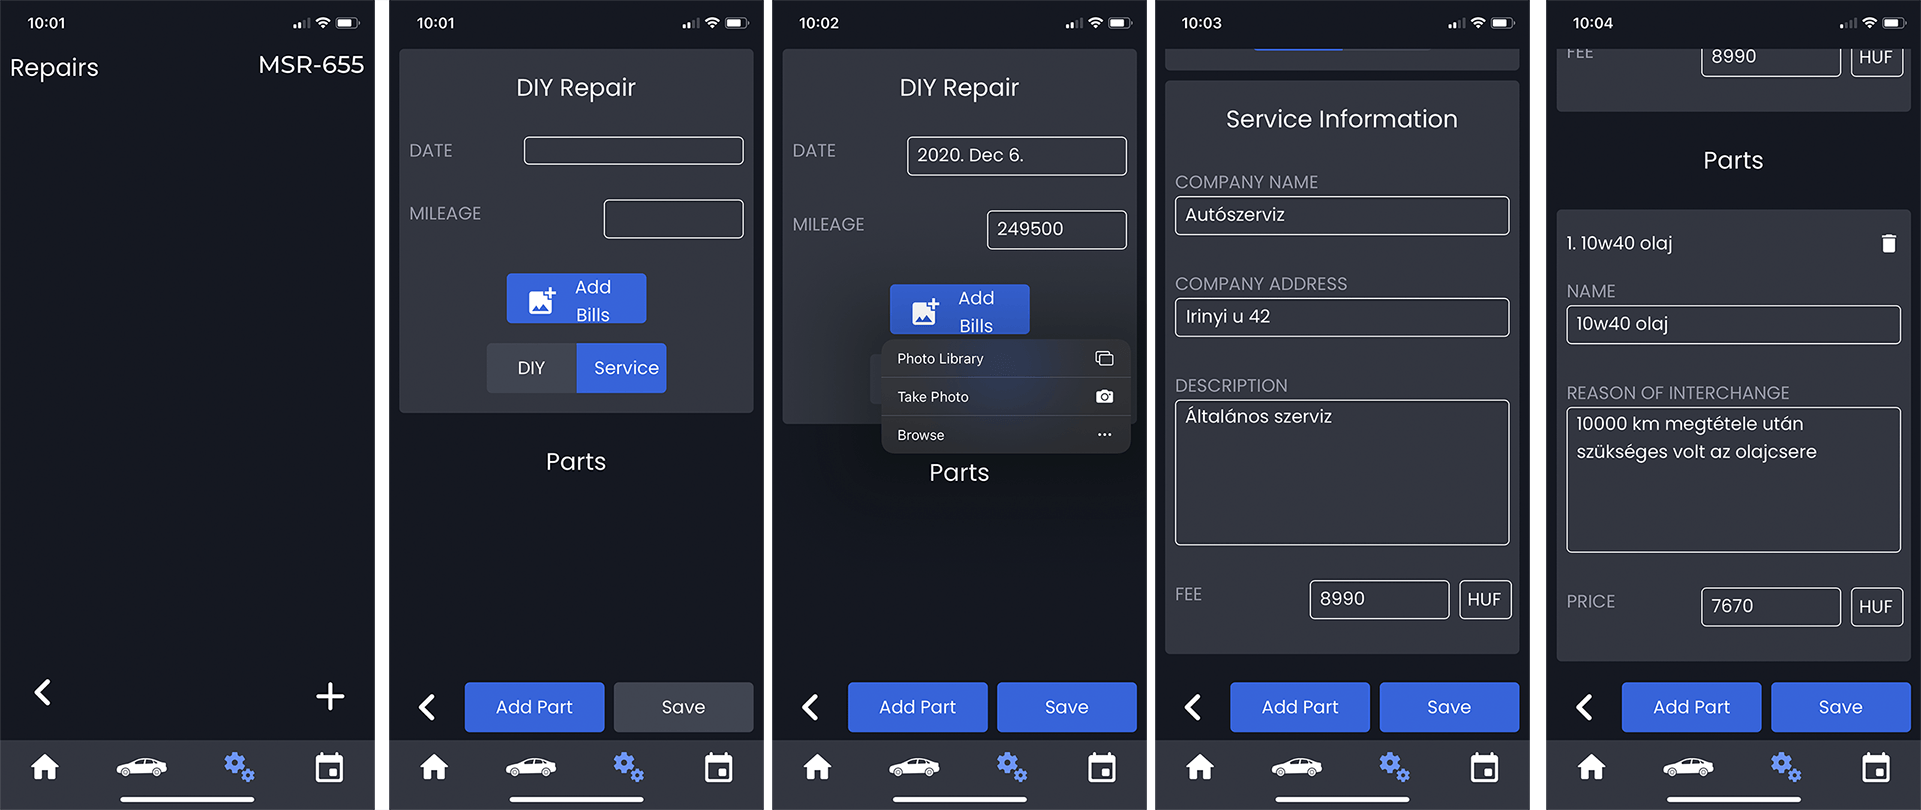 10:01
Repairs
MSR-655
10:01
DIY Repair
DATE
MILEAGE
Add
Bills
DIY
Service
Parts
Add Part
Save
10:02
DIY Repair
DATE
2020. Dec 6.
MILEAGE
249500
Add
Bills
Photo Library
Take Photo
Browse
Parts
Add Part
Save
10:03
Service Information
COMPANY NAME
Autószerviz
COMPANY ADDRESS
Irinyi u 42
DESCRIPTION
Általános szerviz
FEE
8990
HUF
Add Part
Save
10:04
FEE
8990
HUF
Parts
1. 10w40 olaj
NAME
10w40 olaj
REASON OF INTERCHANGE
10000 km megtétele után
szükséges volt az olajcsere
PRICE
7670
HUF
Add Part
Save